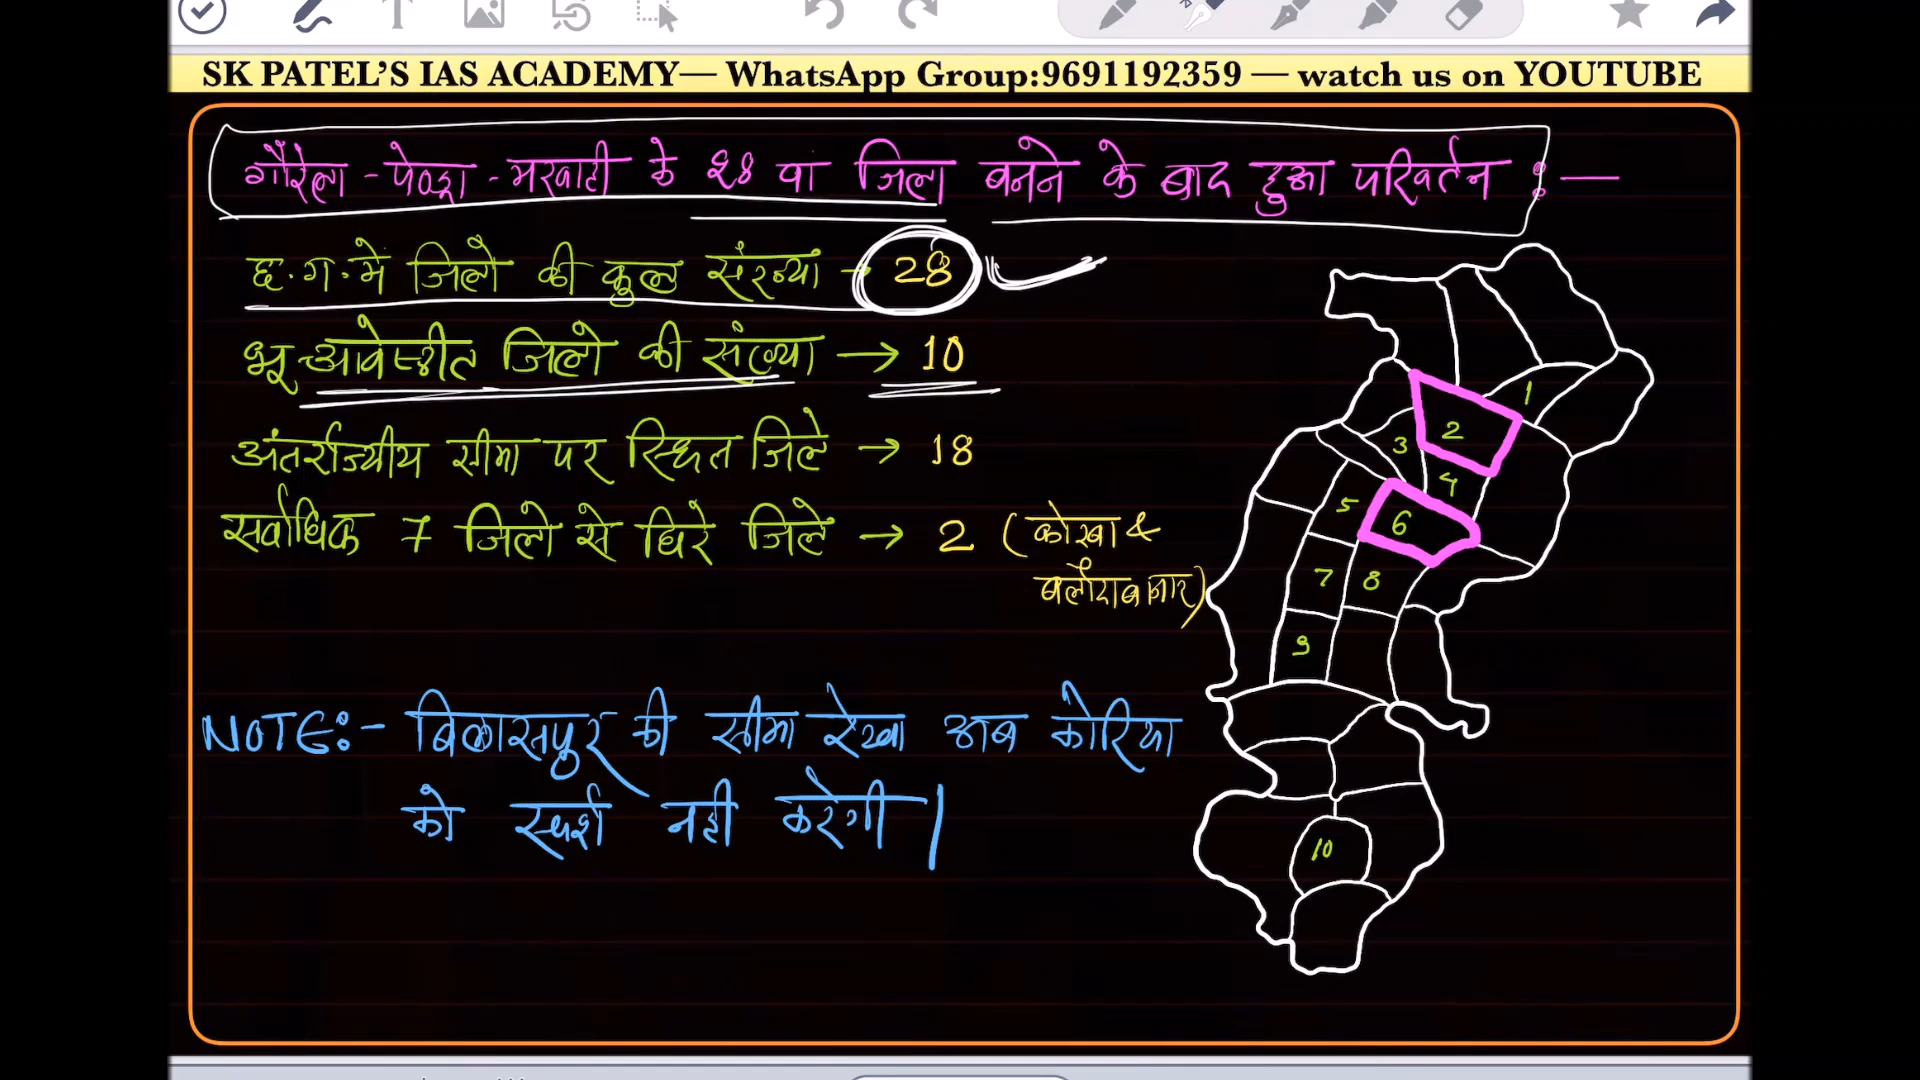 SK PATEL’S IAS ACADEMY— WhatsApp Group:9691192359 — watch us on YOUTUBE
गौरेला - पेण्ड्रा - मरवाही के 28 वा जिला बनने के बाद हुआ परिवर्तन :—
छ.ग. में जिलो की कुल संख्या → 28
भू-आवेष्ठीत जिलो की संख्या → 10
अंतर्राज्यीय सीमा पर स्थित जिले → 18
सर्वाधिक 7 जिलो से घिरे जिले → 2 (कोरबा &
बलौदाबाजार)
NOTE:- बिलासपुर की सीमा रेखा अब कोरिया
को स्पर्श नही करेगी |
1
2
3
4
5
6
7
8
9
10